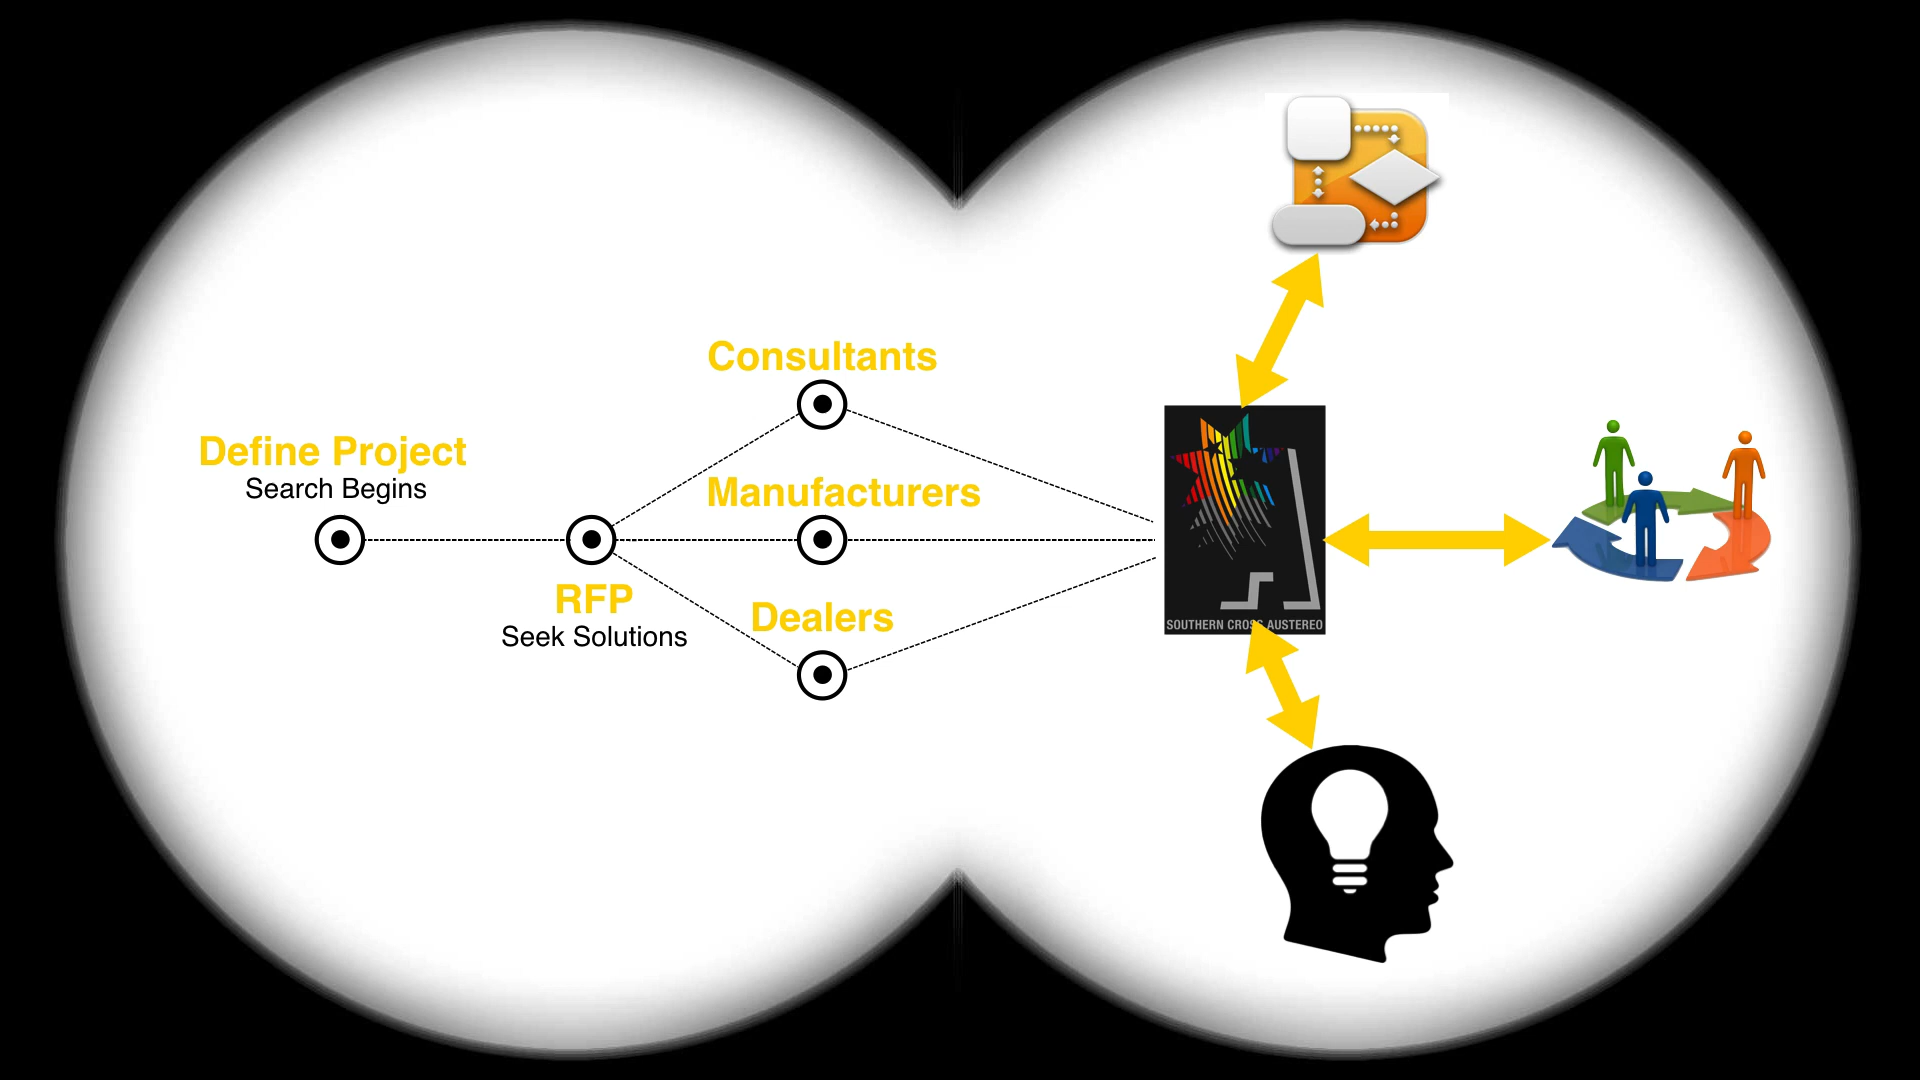 Consultants
Define Project
Search Begins
Manufacturers
RFP
Seek Solutions
Dealers
SOUTHERN CROSS AUSTEREO